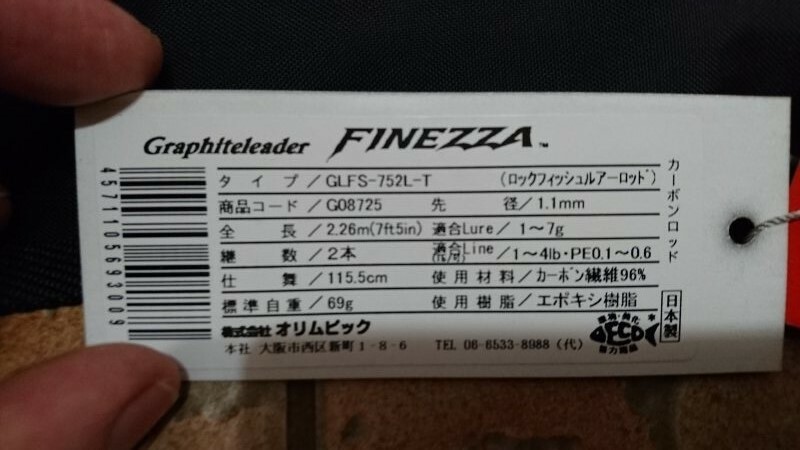 Graphiteleader FINEZZA™
カーボンロッド
タイプ／GLFS-752L-T （ロックフィッシュルアーロッド）
商品コード／G08725 先径／1.1mm
全長／2.26m(7ft5in) 適合Lure／1～7g
継数／2本 適合Line／1～4lb・PE0.1～0.6
仕舞／115.5cm 使用材料／カーボン繊維96%
標準自重／69g 使用樹脂／エポキシ樹脂
株式会社 オリムピック
本社 大阪市西区新町1-8-6 TEL 06-6533-8988（代）
日本製
4571105693009